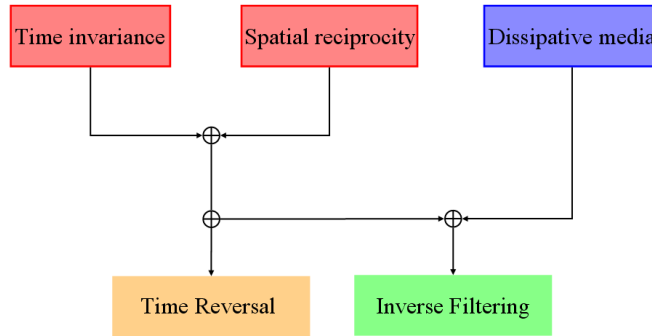 Time invariance
Spatial reciprocity
Dissipative media
Time Reversal
Inverse Filtering